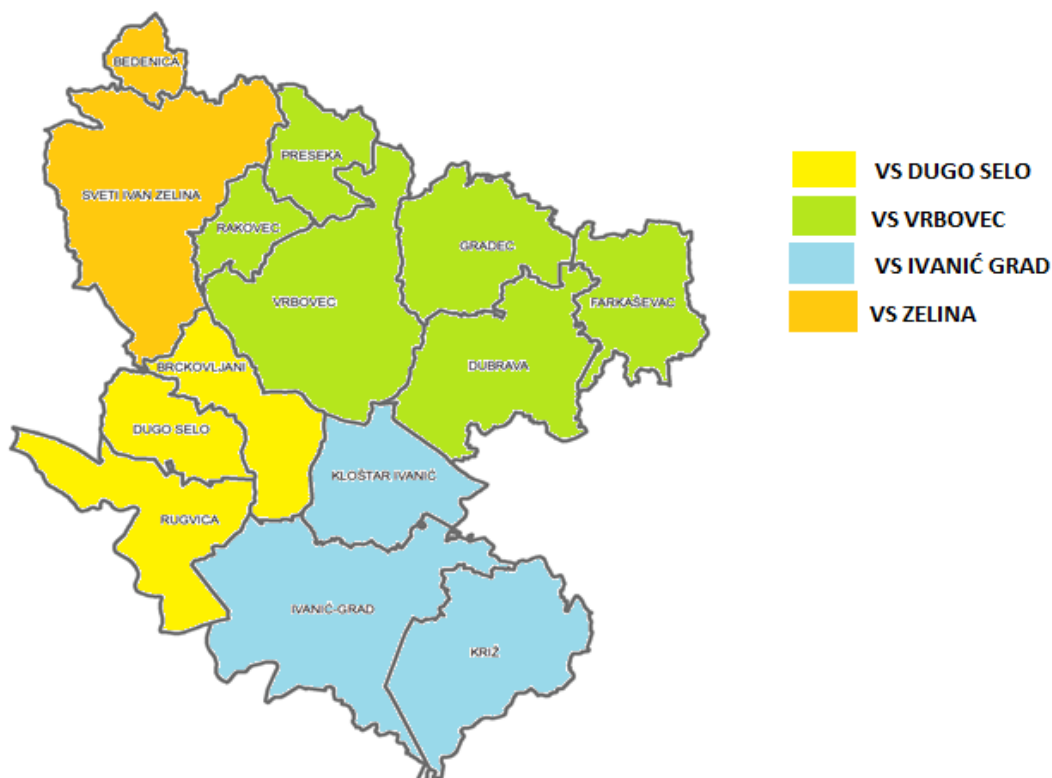 BEDENICA
PRESEKA
SVETI IVAN ZELINA
RAKOVEC
GRADEC
VRBOVEC
FARKAŠEVAC
BRCKOVLJANI
DUBRAVA
DUGO SELO
KLOŠTAR IVANIĆ
RUGVICA
IVANIĆ-GRAD
KRIŽ
VS DUGO SELO
VS VRBOVEC
VS IVANIĆ GRAD
VS ZELINA